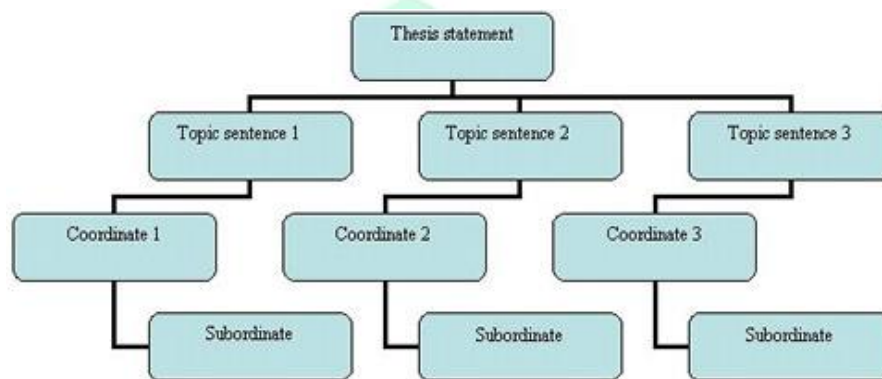 Thesis statement
Topic sentence 1
Topic sentence 2
Topic sentence 3
Coordinate 1
Coordinate 2
Coordinate 3
Subordinate
Subordinate
Subordinate